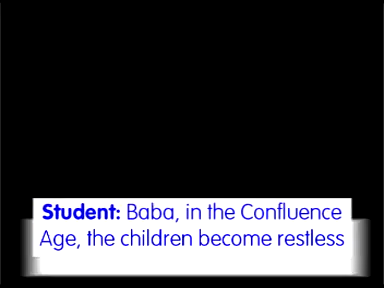 Student: Baba, in the Confluence
Age, the children become restless